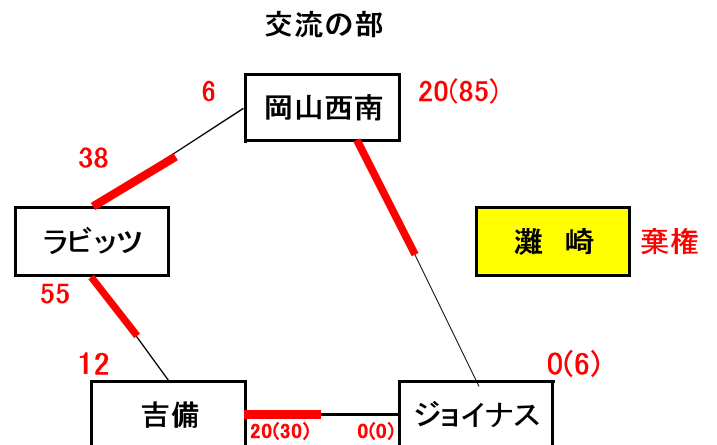 交流の部
6
岡山西南
20(85)
38
ラビッツ
灘　崎
棄権
55
12
0(6)
吉備
ジョイナス
20(30)
0(0)